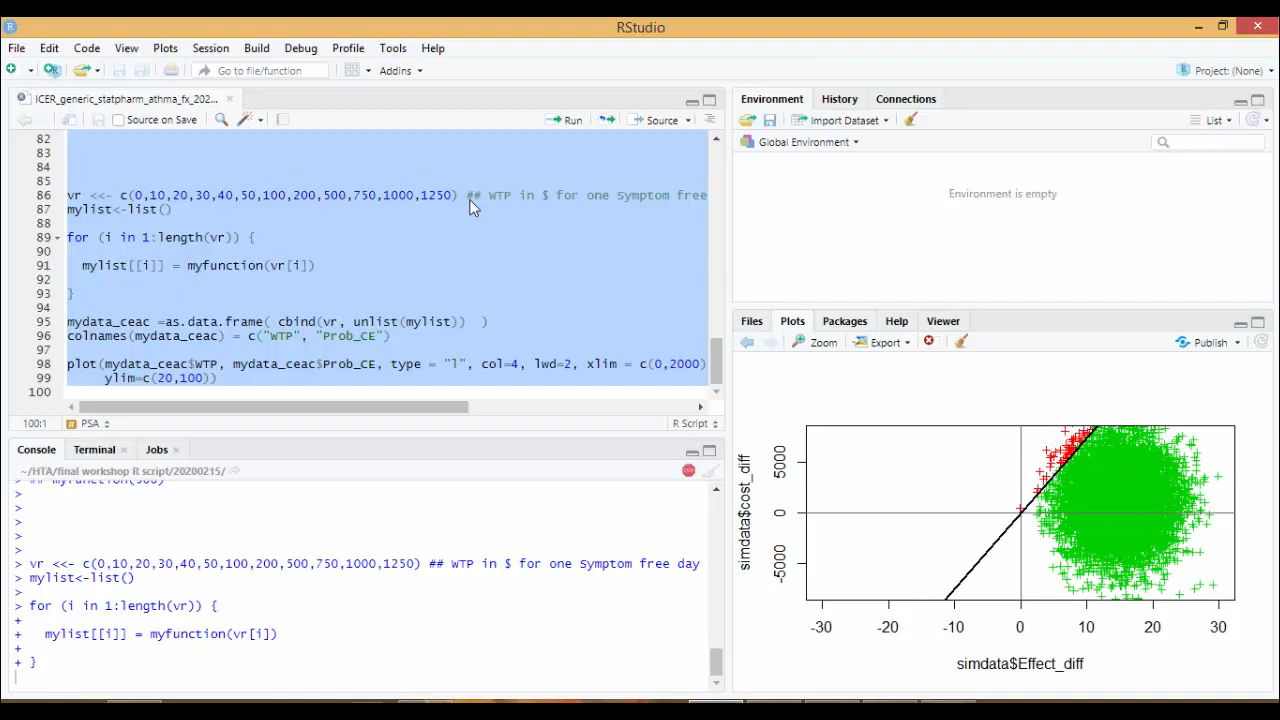 RStudio
File Edit Code View Plots Session Build Debug Profile Tools Help
Go to file/function Addins Project: (None)
ICER_generic_statpharm_athma_fx_202...
Source on Save Run Source
82
83
84
85
86 vr <<- c(0,10,20,30,40,50,100,200,500,750,1000,1250) ## WTP in $ for one Symptom free
87 mylist<-list()
88
89 for (i in 1:length(vr)) {
90
91 mylist[[i]] = myfunction(vr[i])
92
93 }
94
95 mydata_ceac =as.data.frame( cbind(vr, unlist(mylist)) )
96 colnames(mydata_ceac) = c("WTP", "Prob_CE")
97
98 plot(mydata_ceac$WTP, mydata_ceac$Prob_CE, type = "l", col=4, lwd=2, xlim = c(0,2000)
99 ylim=c(20,100))
100
100:1 PSA R Script
Console Terminal Jobs
~/HTA/final workshop R script/20200215/
> ## myfunction(500)
>
>
>
>
>
> vr <<- c(0,10,20,30,40,50,100,200,500,750,1000,1250) ## WTP in $ for one Symptom free day
> mylist<-list()
>
> for (i in 1:length(vr)) {
+
+ mylist[[i]] = myfunction(vr[i])
+
+ }
Environment History Connections
Import Dataset List
Global Environment
Environment is empty
Files Plots Packages Help Viewer
Zoom Export Publish
simdata$cost_diff
5000
0
-5000
-30 -20 -10 0 10 20 30
simdata$Effect_diff